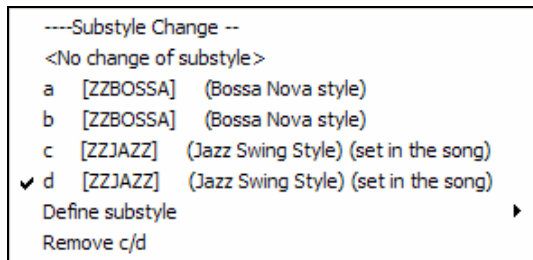 ----Substyle Change --
<No change of substyle>
a [ZZBOSSA] (Bossa Nova style)
b [ZZBOSSA] (Bossa Nova style)
c [ZZJAZZ] (Jazz Swing Style) (set in the song)
d [ZZJAZZ] (Jazz Swing Style) (set in the song)
Define substyle
Remove c/d